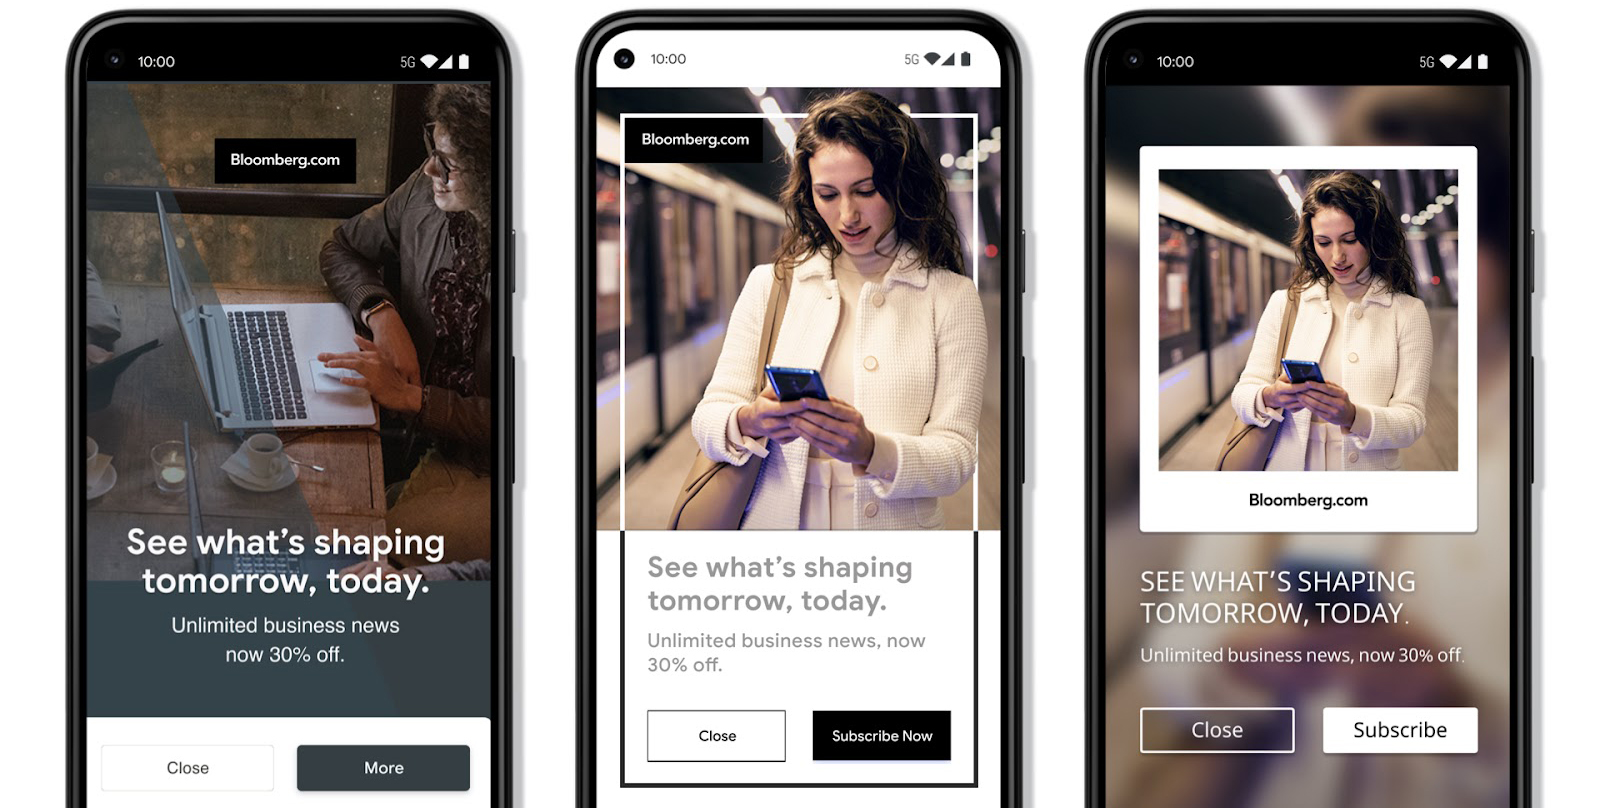 10:00
5G
Bloomberg.com
See what's shaping
tomorrow, today.
Unlimited business news
now 30% off.
Close
More
10:00
5G
Bloomberg.com
See what's shaping
tomorrow, today.
Unlimited business news, now
30% off.
Close
Subscribe Now
10:00
5G
Bloomberg.com
SEE WHAT'S SHAPING
TOMORROW, TODAY.
Unlimited business news, now 30% off.
Close
Subscribe